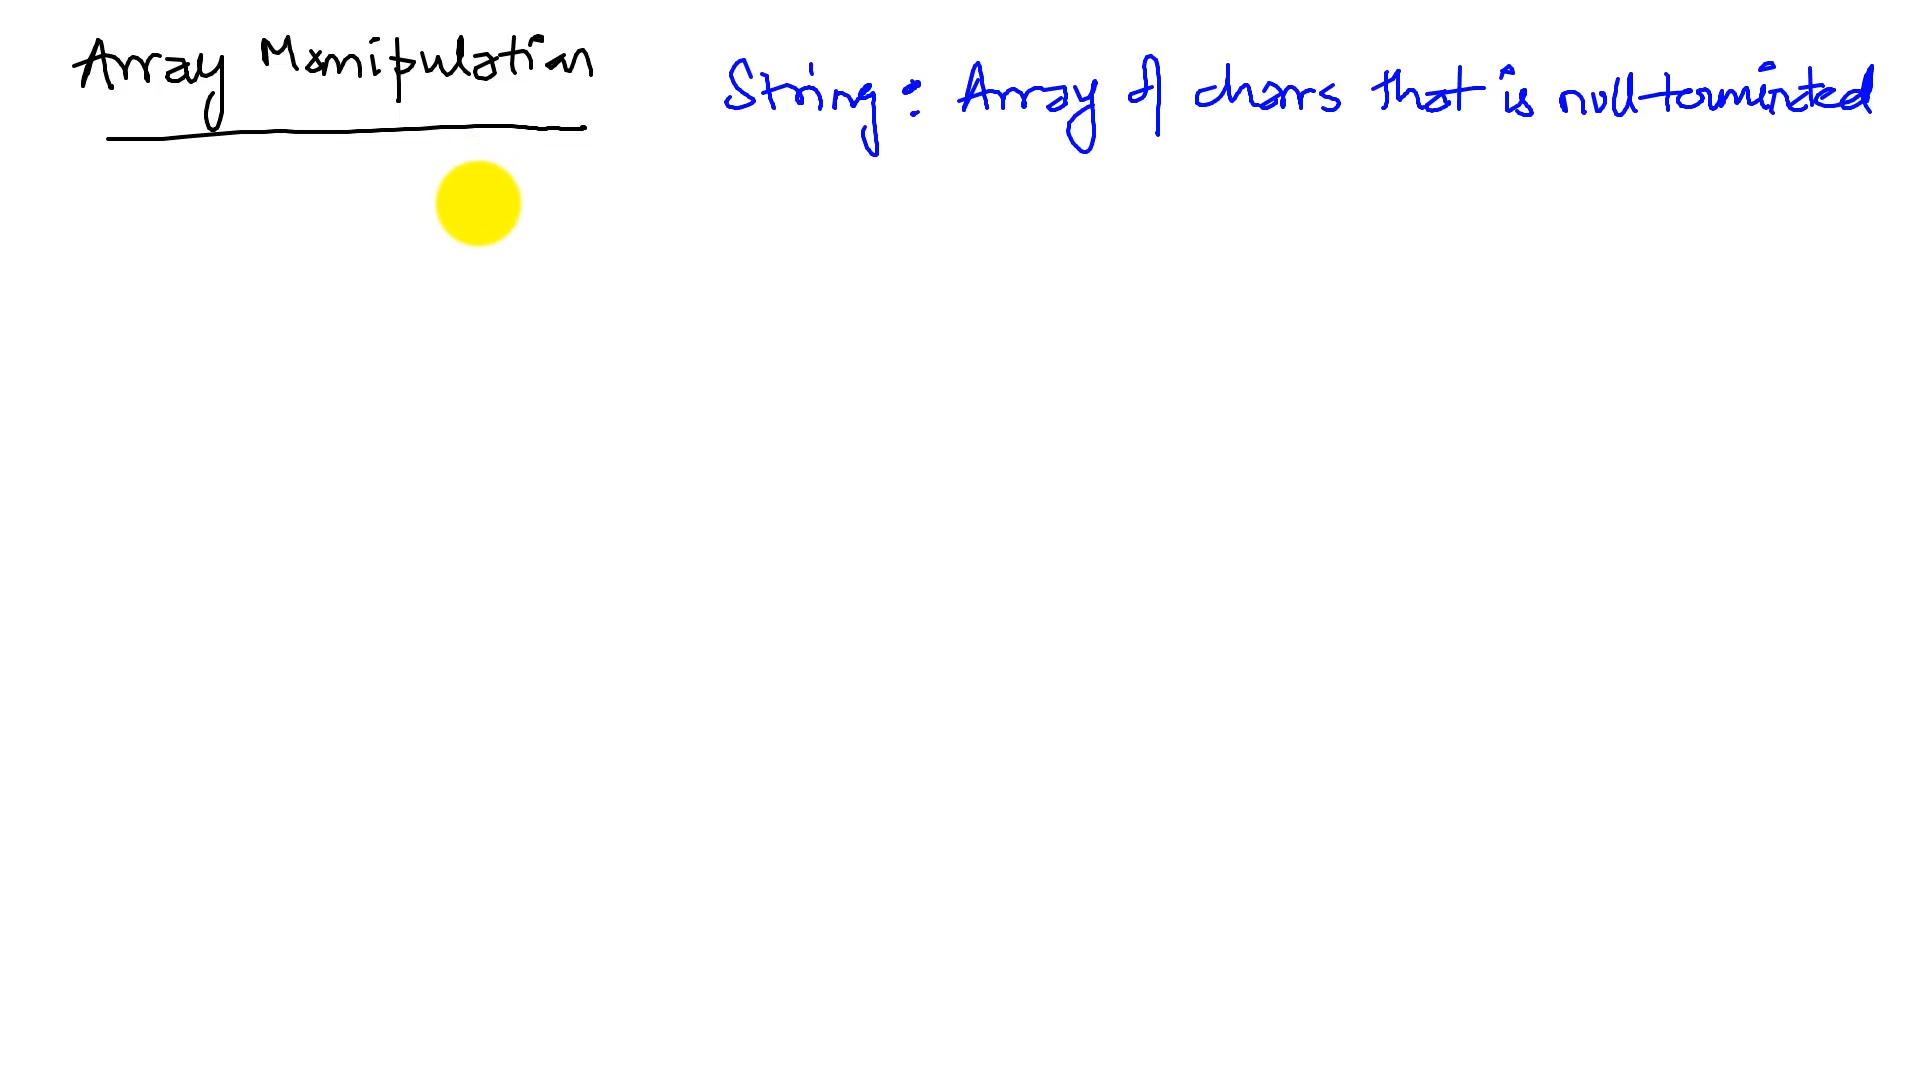 Array Manipulation
String: Array of chars that is null-terminated